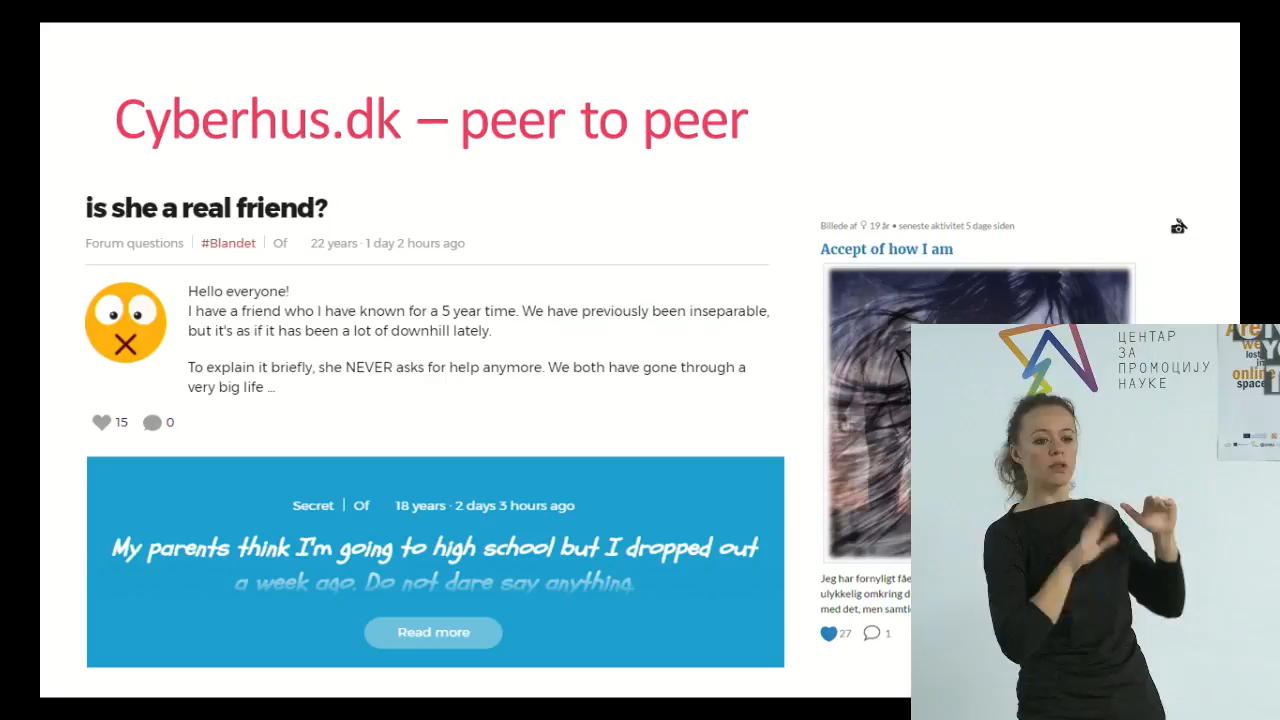 Cyberhus.dk – peer to peer
is she a real friend?
Forum questions #Blandet Of 22 years · 1 day 2 hours ago
Hello everyone!
I have a friend who I have known for a 5 year time. We have previously been inseparable,
but it's as if it has been a lot of downhill lately.
To explain it briefly, she NEVER asks for help anymore. We both have gone through a
very big life ...
15 0
Secret Of 18 years · 2 days 3 hours ago
My parents think I'm going to high school but I dropped out
a week ago. Do not dare say anything.
Read more
Billede af ♀ 19 år • seneste aktivitet 5 dage siden
Accept of how I am
Jeg har fornyligt fåe
ulykkelig omkring d
med det, men samti
27 1
ЦЕНТАР
ЗА
ПРОМОЦИЈУ
НАУКЕ
Are
we
lost
in
online
space